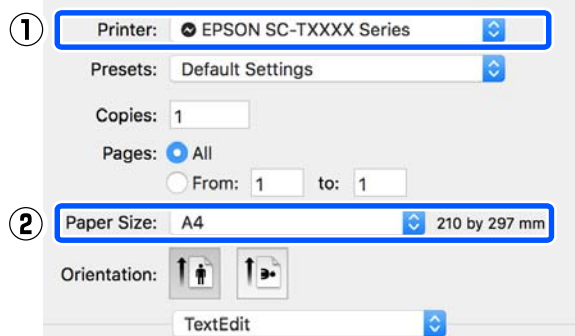 ① Printer: EPSON SC-TXXXX Series
Presets: Default Settings
Copies: 1
Pages: All
From: 1 to: 1
② Paper Size: A4 210 by 297 mm
Orientation:
TextEdit